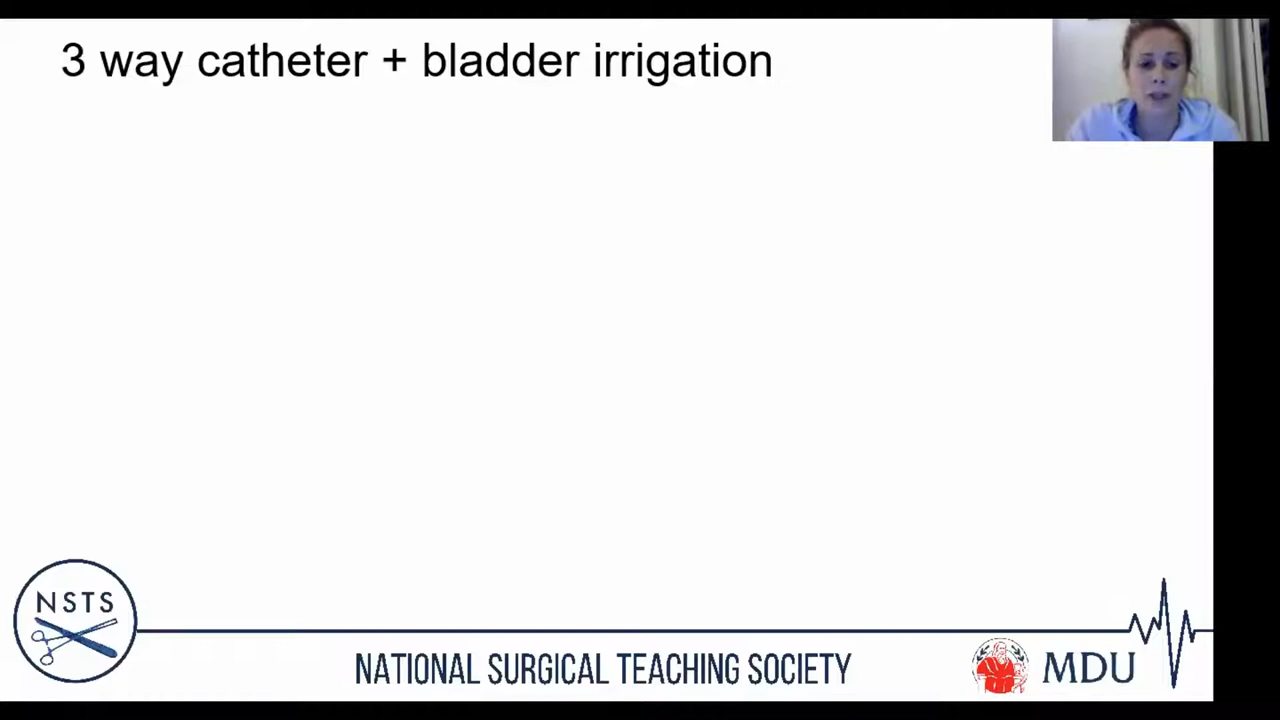 3 way catheter + bladder irrigation
NSTS
NATIONAL SURGICAL TEACHING SOCIETY
MDU